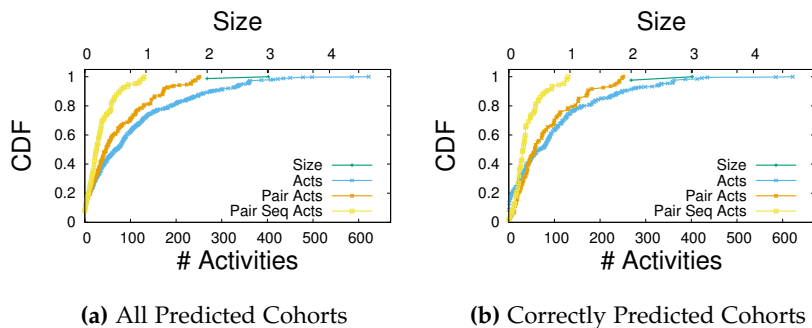 Size
0 1 2 3 4
1
0.8
0.6
0.4
0.2
0
CDF
Size
Acts
Pair Acts
Pair Seq Acts
0 100 200 300 400 500 600
# Activities
(a) All Predicted Cohorts
Size
0 1 2 3 4
1
0.8
0.6
0.4
0.2
0
CDF
Size
Acts
Pair Acts
Pair Seq Acts
0 100 200 300 400 500 600
# Activities
(b) Correctly Predicted Cohorts